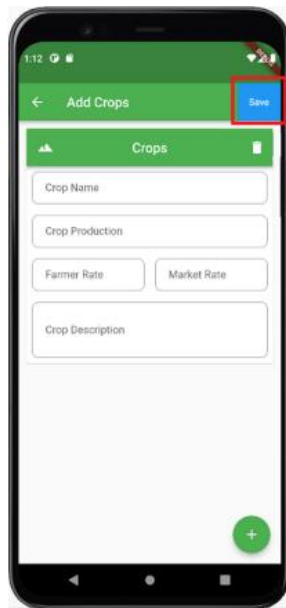 1:12
Add Crops
Save
Crops
Crop Name
Crop Production
Farmer Rate
Market Rate
Crop Description